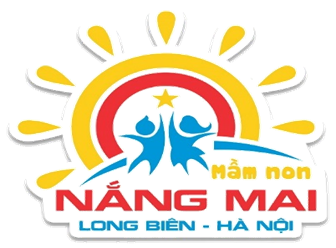 Mầm non
NẮNG MAI
LONG BIÊN - HÀ NỘI